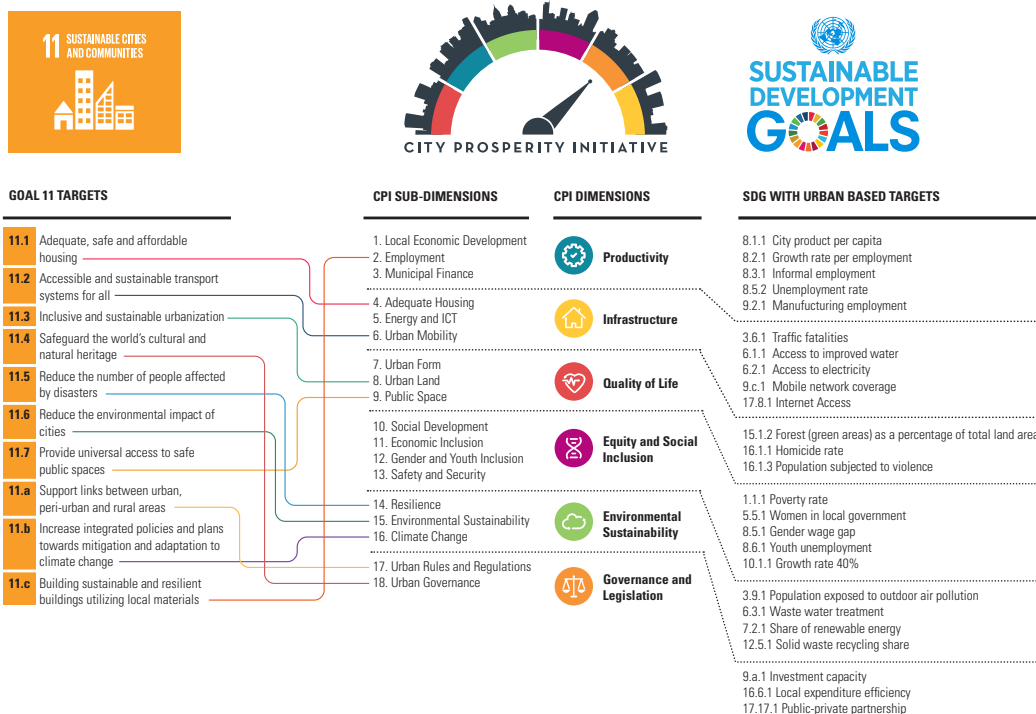 11 SUSTAINABLE CITIES
AND COMMUNITIES
CITY PROSPERITY INITIATIVE
SUSTAINABLE
DEVELOPMENT
GOALS
GOAL 11 TARGETS
11.1 Adequate, safe and affordable
housing
11.2 Accessible and sustainable transport
systems for all
11.3 Inclusive and sustainable urbanization
11.4 Safeguard the world's cultural and
natural heritage
11.5 Reduce the number of people affected
by disasters
11.6 Reduce the environmental impact of
cities
11.7 Provide universal access to safe
public spaces
11.a Support links between urban,
peri-urban and rural areas
11.b Increase integrated policies and plans
towards mitigation and adaptation to
climate change
11.c Building sustainable and resilient
buildings utilizing local materials
CPI SUB-DIMENSIONS
1. Local Economic Development
2. Employment
3. Municipal Finance
4. Adequate Housing
5. Energy and ICT
6. Urban Mobility
7. Urban Form
8. Urban Land
9. Public Space
10. Social Development
11. Economic Inclusion
12. Gender and Youth Inclusion
13. Safety and Security
14. Resilience
15. Environmental Sustainability
16. Climate Change
17. Urban Rules and Regulations
18. Urban Governance
CPI DIMENSIONS
Productivity
Infrastructure
Quality of Life
Equity and Social
Inclusion
Environmental
Sustainability
Governance and
Legislation
SDG WITH URBAN BASED TARGETS
8.1.1 City product per capita
8.2.1 Growth rate per employment
8.3.1 Informal employment
8.5.2 Unemployment rate
9.2.1 Manufucturing employment
3.6.1 Traffic fatalities
6.1.1 Access to improved water
6.2.1 Access to electricity
9.c.1 Mobile network coverage
17.8.1 Internet Access
15.1.2 Forest (green areas) as a percentage of total land area
16.1.1 Homicide rate
16.1.3 Population subjected to violence
1.1.1 Poverty rate
5.5.1 Women in local government
8.5.1 Gender wage gap
8.6.1 Youth unemployment
10.1.1 Growth rate 40%
3.9.1 Population exposed to outdoor air pollution
6.3.1 Waste water treatment
7.2.1 Share of renewable energy
12.5.1 Solid waste recycling share
9.a.1 Investment capacity
16.6.1 Local expenditure efficiency
17.17.1 Public-private partnership